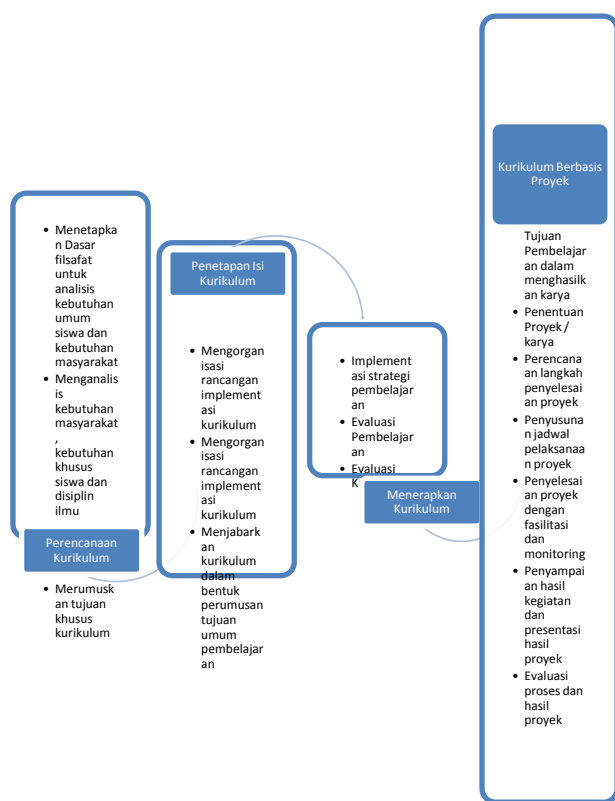 • Menetapka
n Dasar
filsafat
untuk
analisis
kebutuhan
umum
siswa dan
kebutuhan
masyarakat
• Menganalis
is
kebutuhan
masyarakat
,
kebutuhan
khusus
siswa dan
disiplin
ilmu
Perencanaan
Kurikulum
• Merumusk
an tujuan
khusus
kurikulum
Penetapan Isi
Kurikulum
• Mengorgan
isasi
rancangan
implement
asi
kurikulum
• Mengorgan
isasi
rancangan
implement
asi
kurikulum
• Menjabark
an
kurikulum
dalam
bentuk
perumusan
tujuan
umum
pembelajar
an
• Implement
asi strategi
pembelajar
an
• Evaluasi
Pembelajar
an
• Evaluasi
K
Menerapkan
Kurikulum
Kurikulum Berbasis
Proyek
Tujuan
Pembelajar
an dalam
menghasil
kan karya
• Penentuan
Proyek /
karya
• Perencana
an langkah
penyelesai
an proyek
• Penyusuna
n jadwal
pelaksanaa
n proyek
• Penyelesai
an proyek
dengan
fasilitasi
dan
monitoring
• Penyampai
an hasil
kegiatan
dan
presentasi
hasil
proyek
• Evaluasi
proses dan
hasil
proyek